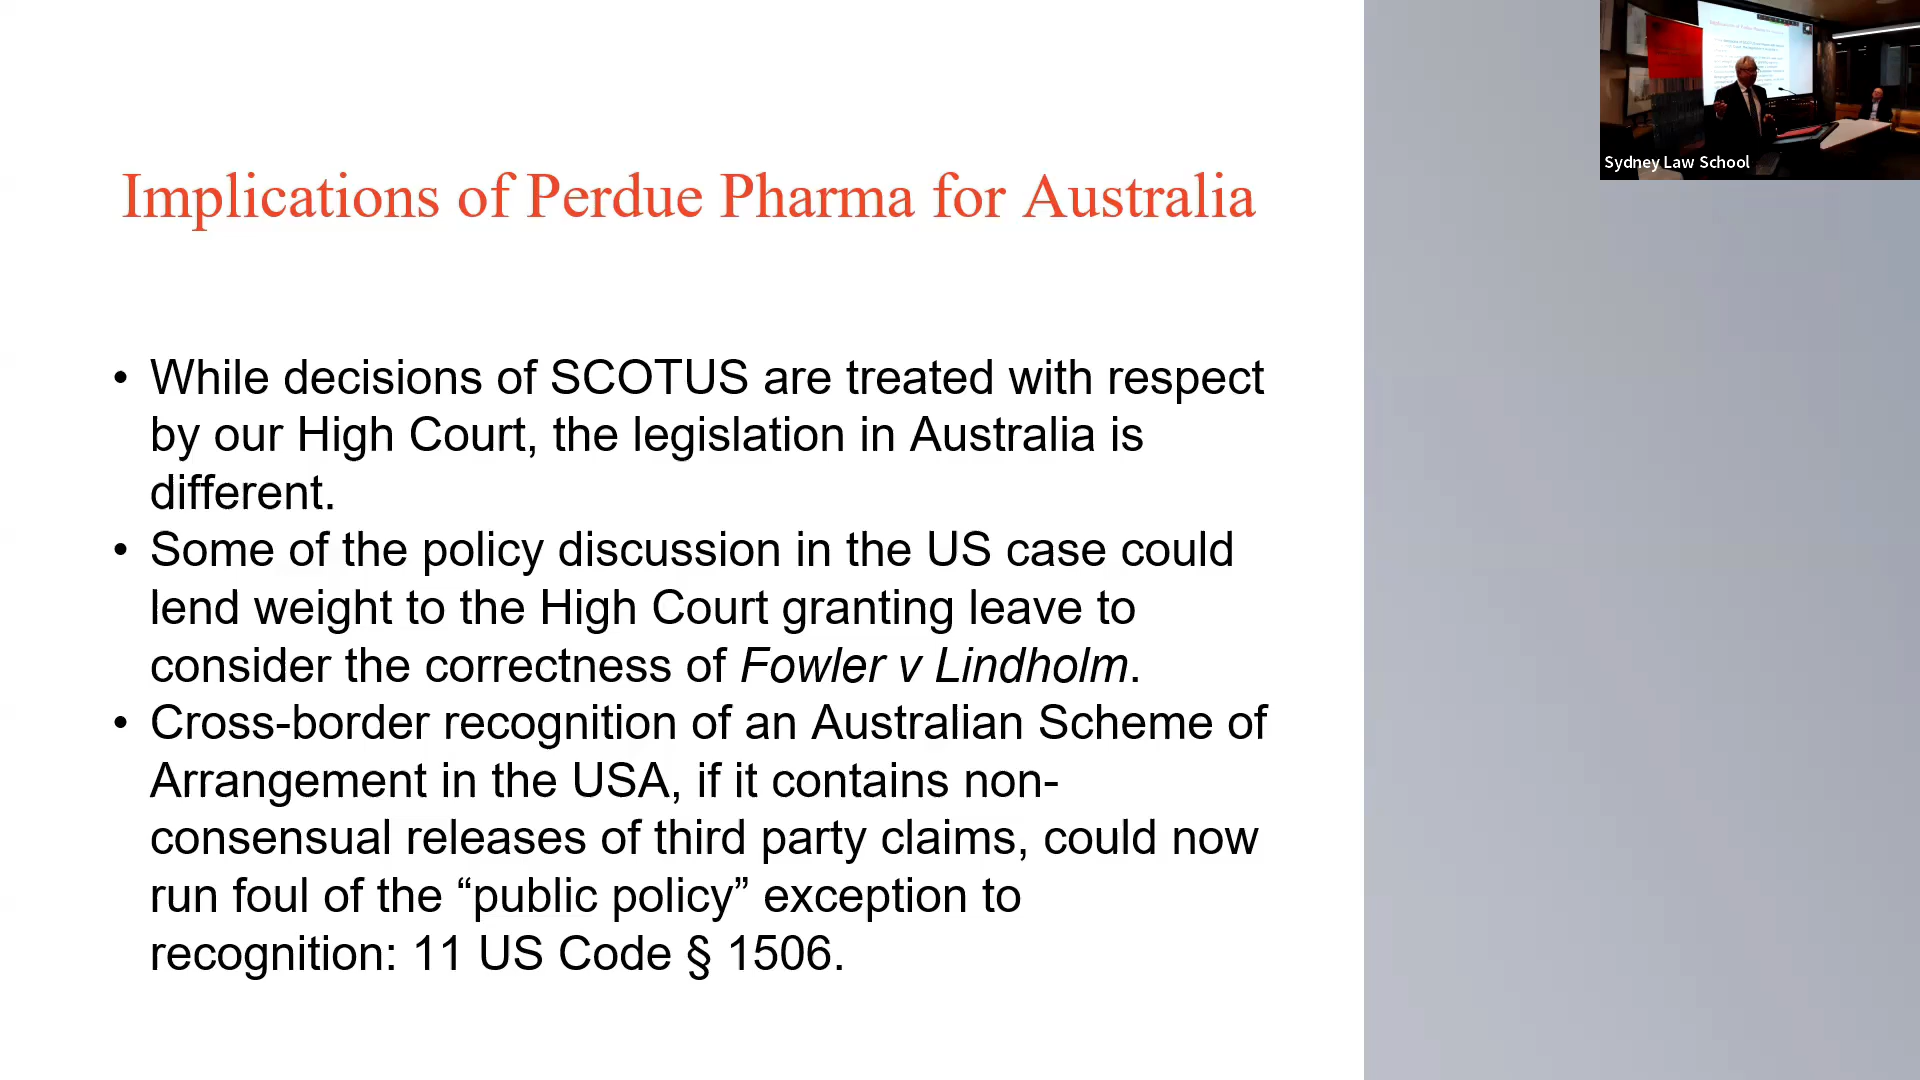 Implications of Perdue Pharma for Australia
• While decisions of SCOTUS are treated with respect
by our High Court, the legislation in Australia is
different.
• Some of the policy discussion in the US case could
lend weight to the High Court granting leave to
consider the correctness of Fowler v Lindholm.
• Cross-border recognition of an Australian Scheme of
Arrangement in the USA, if it contains non-
consensual releases of third party claims, could now
run foul of the “public policy” exception to
recognition: 11 US Code § 1506.
Sydney Law School